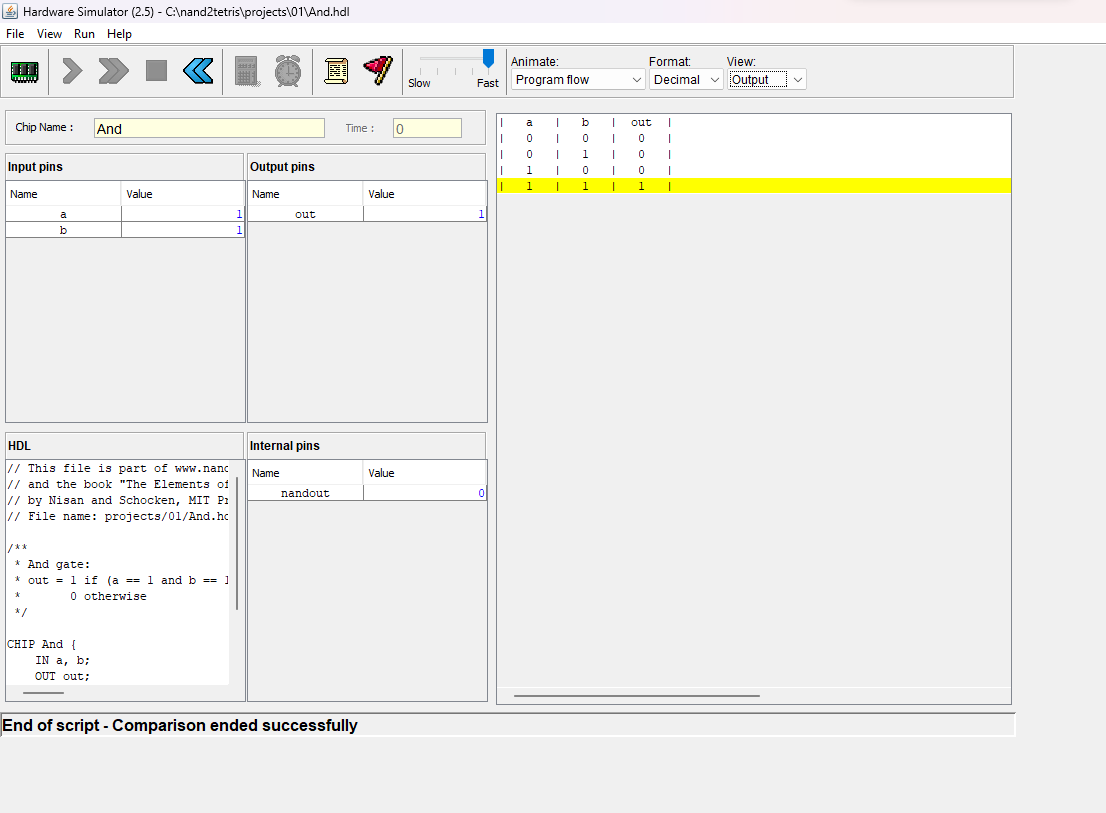 Hardware Simulator (2.5) - C:\nand2tetris\projects\01\And.hdl
File View Run Help
Slow Fast
Animate: Format: View:
Program flow Decimal Output
Chip Name : And Time : 0
Input pins
Name Value
a 1
b 1
Output pins
Name Value
out 1
| a | b | out |
| 0 | 0 | 0 |
| 0 | 1 | 0 |
| 1 | 0 | 0 |
| 1 | 1 | 1 |
HDL
// This file is part of www.nand
// and the book "The Elements of
// by Nisan and Schocken, MIT Pr
// File name: projects/01/And.hd
/**
* And gate:
* out = 1 if (a == 1 and b == 1
* 0 otherwise
*/
CHIP And {
IN a, b;
OUT out;
Internal pins
Name Value
nandout 0
End of script - Comparison ended successfully